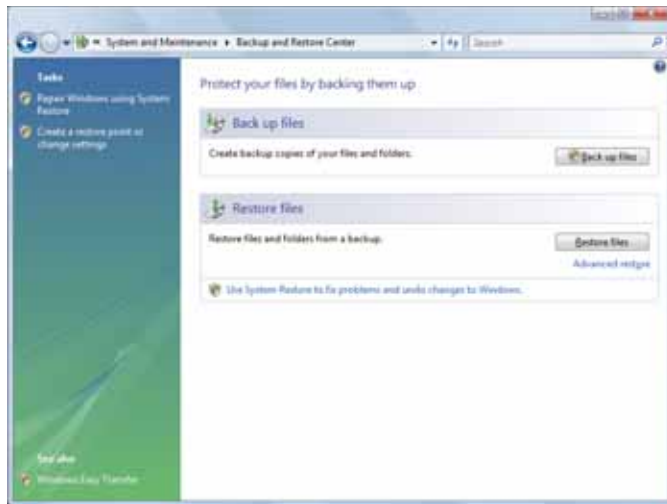 System and Maintenance ▸ Backup and Restore Center
Search
Tasks
Repair Windows using System
Restore
Create a restore point or
change settings
Protect your files by backing them up
Back up files
Create backup copies of your files and folders.
Back up files
Restore files
Restore files and folders from a backup.
Restore files
Advanced restore
Use System Restore to fix problems and undo changes to Windows.
See also
Windows Easy Transfer